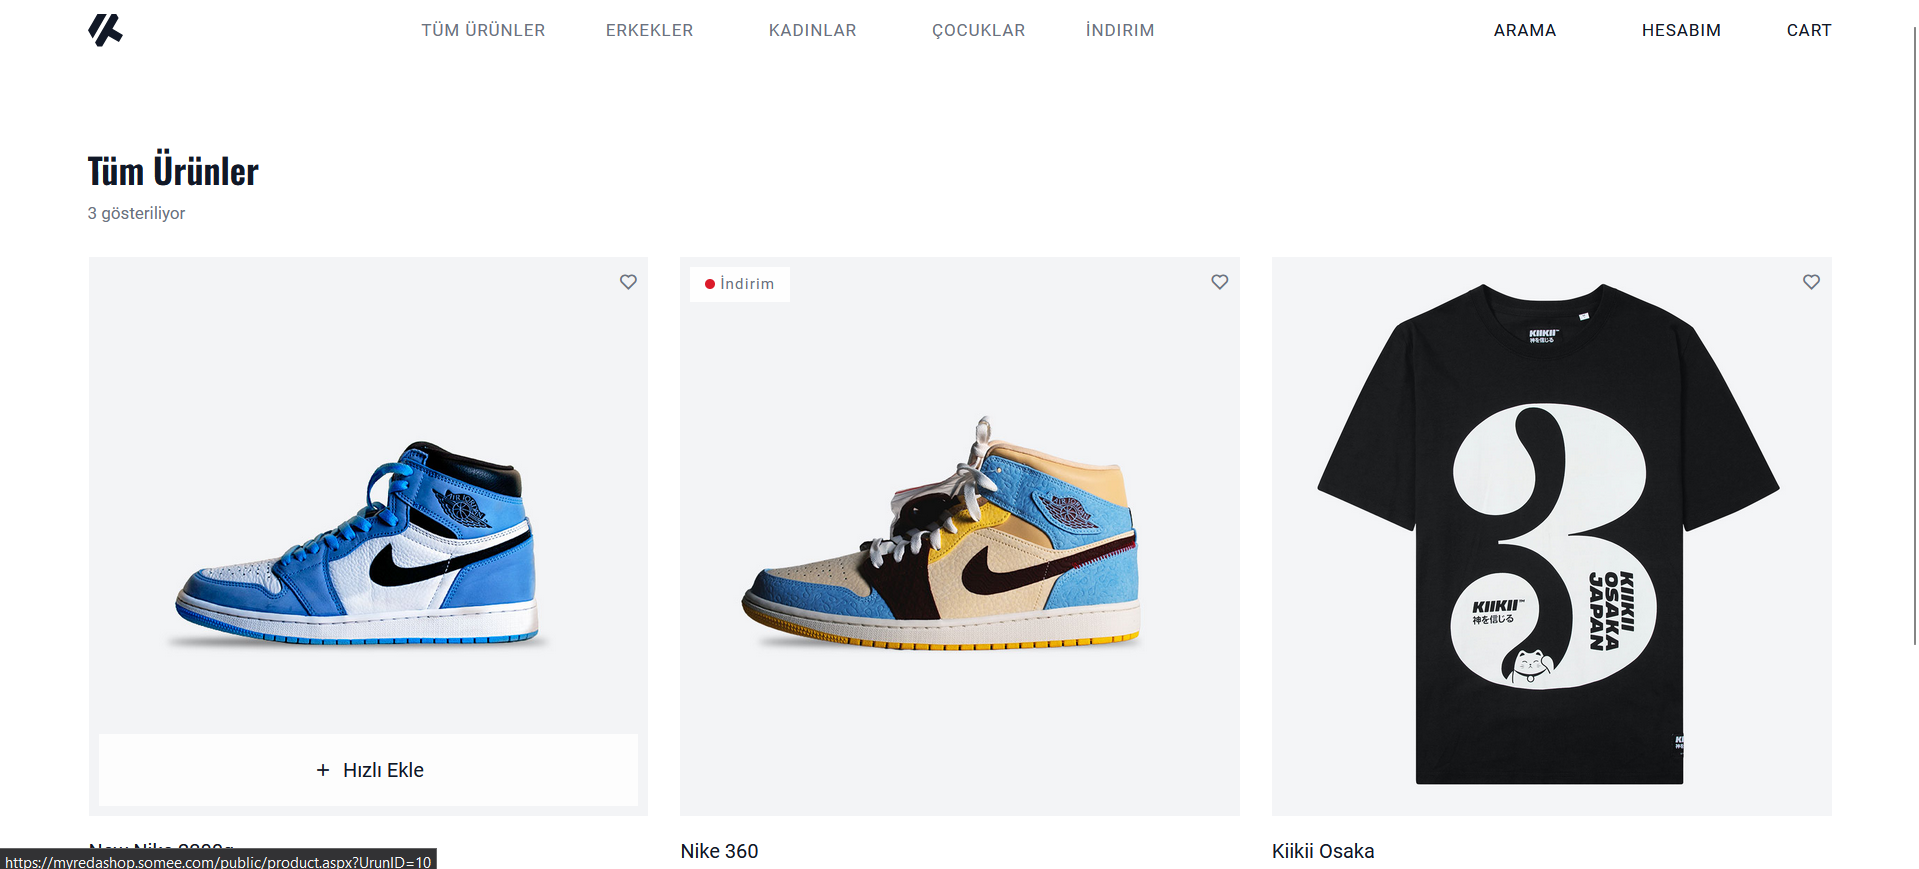 TÜM ÜRÜNLER ERKEKLER KADINLAR ÇOCUKLAR İNDIRIM ARAMA HESABIM CART
Tüm Ürünler
3 gösteriliyor
İndirim
KIIKII
神を信じる
KIIKII
OSAKA
JAPAN
KIIKII™
神を信じる
+ Hızlı Ekle
Nike 360
Kiikii Osaka
https://myredashop.somee.com/public/product.aspx?UrunID=10